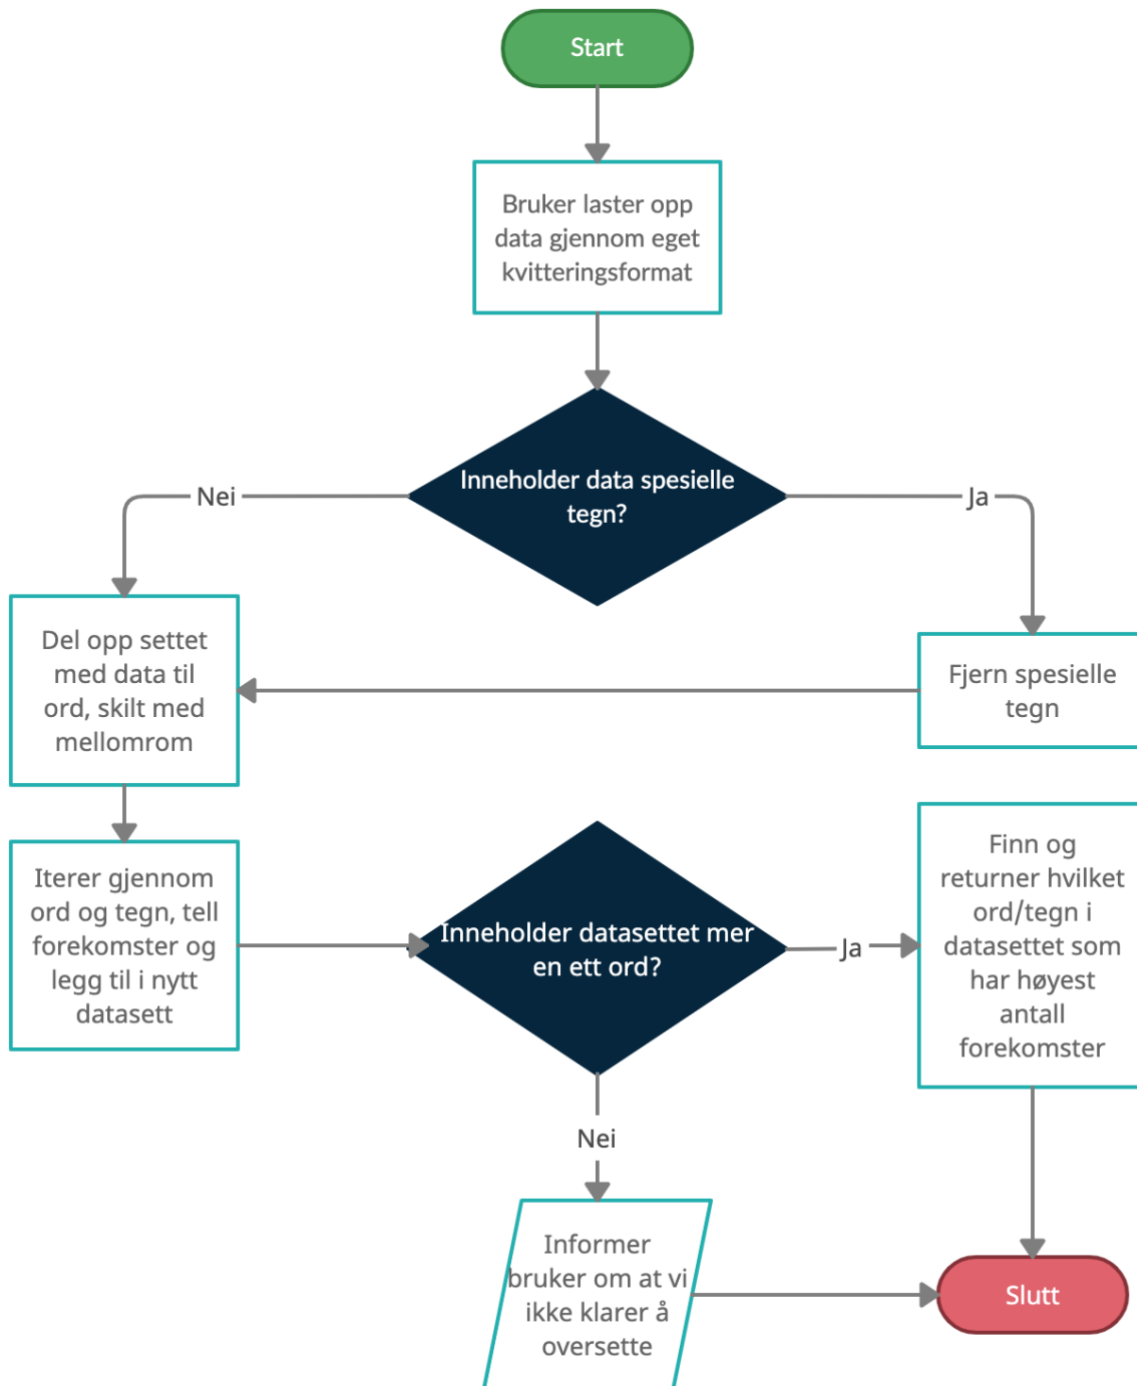 Start
Bruker laster opp
data gjennom eget
kvitteringsformat
Inneholder data spesielle
tegn?
Nei
Ja
Del opp settet
med data til
ord, skilt med
mellomrom
Fjern spesielle
tegn
Iterer gjennom
ord og tegn, tell
forekomster og
legg til i nytt
datasett
Inneholder datasettet mer
en ett ord?
Ja
Finn og
returner hvilket
ord/tegn i
datasettet som
har høyest
antall
forekomster
Nei
Informer
bruker om at vi
ikke klarer å
oversette
Slutt